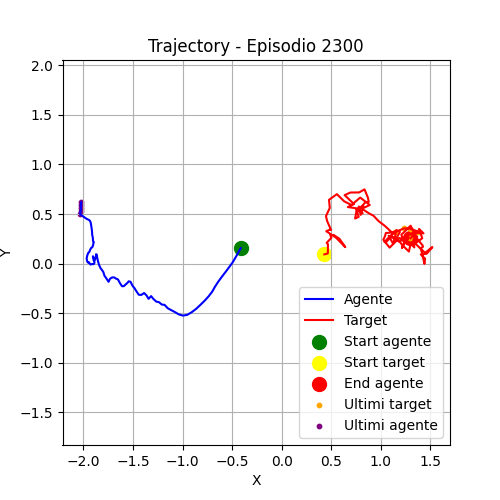 Trajectory - Episodio 2300
2.0
1.5
1.0
0.5
0.0
−0.5
−1.0
−1.5
Y
−2.0 −1.5 −1.0 −0.5 0.0 0.5 1.0 1.5
X
Agente
Target
Start agente
Start target
End agente
Ultimi target
Ultimi agente